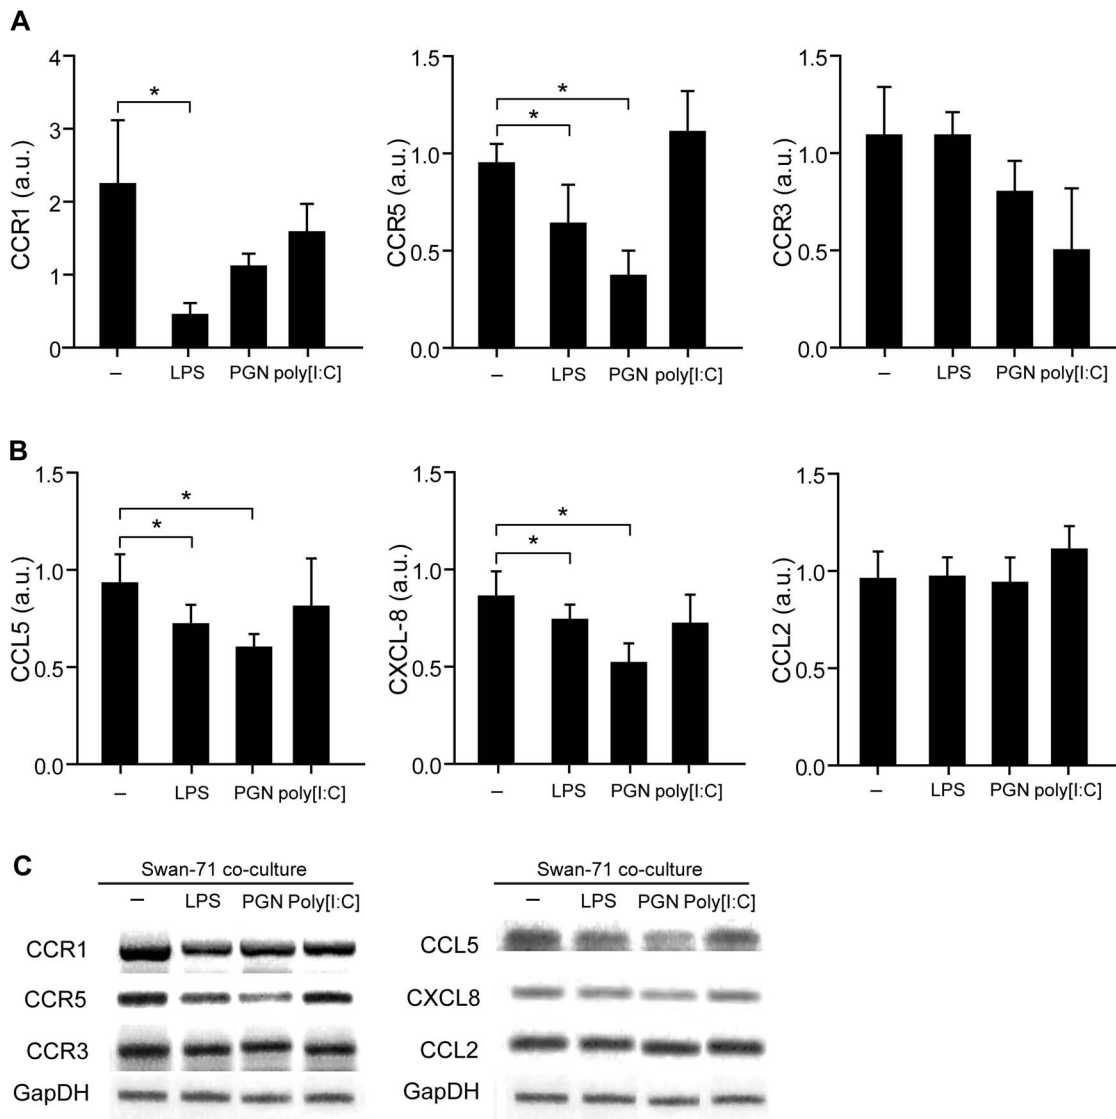 A
CCR1 (a.u.)
4
3
2
1
0
*
– LPS PGN poly[I:C]
CCR5 (a.u.)
1.5
1.0
0.5
0.0
*
*
– LPS PGN poly[I:C]
CCR3 (a.u.)
1.5
1.0
0.5
0.0
– LPS PGN poly[I:C]
B
CCL5 (a.u.)
1.5
1.0
0.5
0.0
*
*
– LPS PGN poly[I:C]
CXCL-8 (a.u.)
1.5
1.0
0.5
0.0
*
*
– LPS PGN poly[I:C]
CCL2 (a.u.)
1.5
1.0
0.5
0.0
– LPS PGN poly[I:C]
C
Swan-71 co-culture
– LPS PGN Poly[I:C]
CCR1
CCR5
CCR3
GapDH
Swan-71 co-culture
– LPS PGN Poly[I:C]
CCL5
CXCL8
CCL2
GapDH